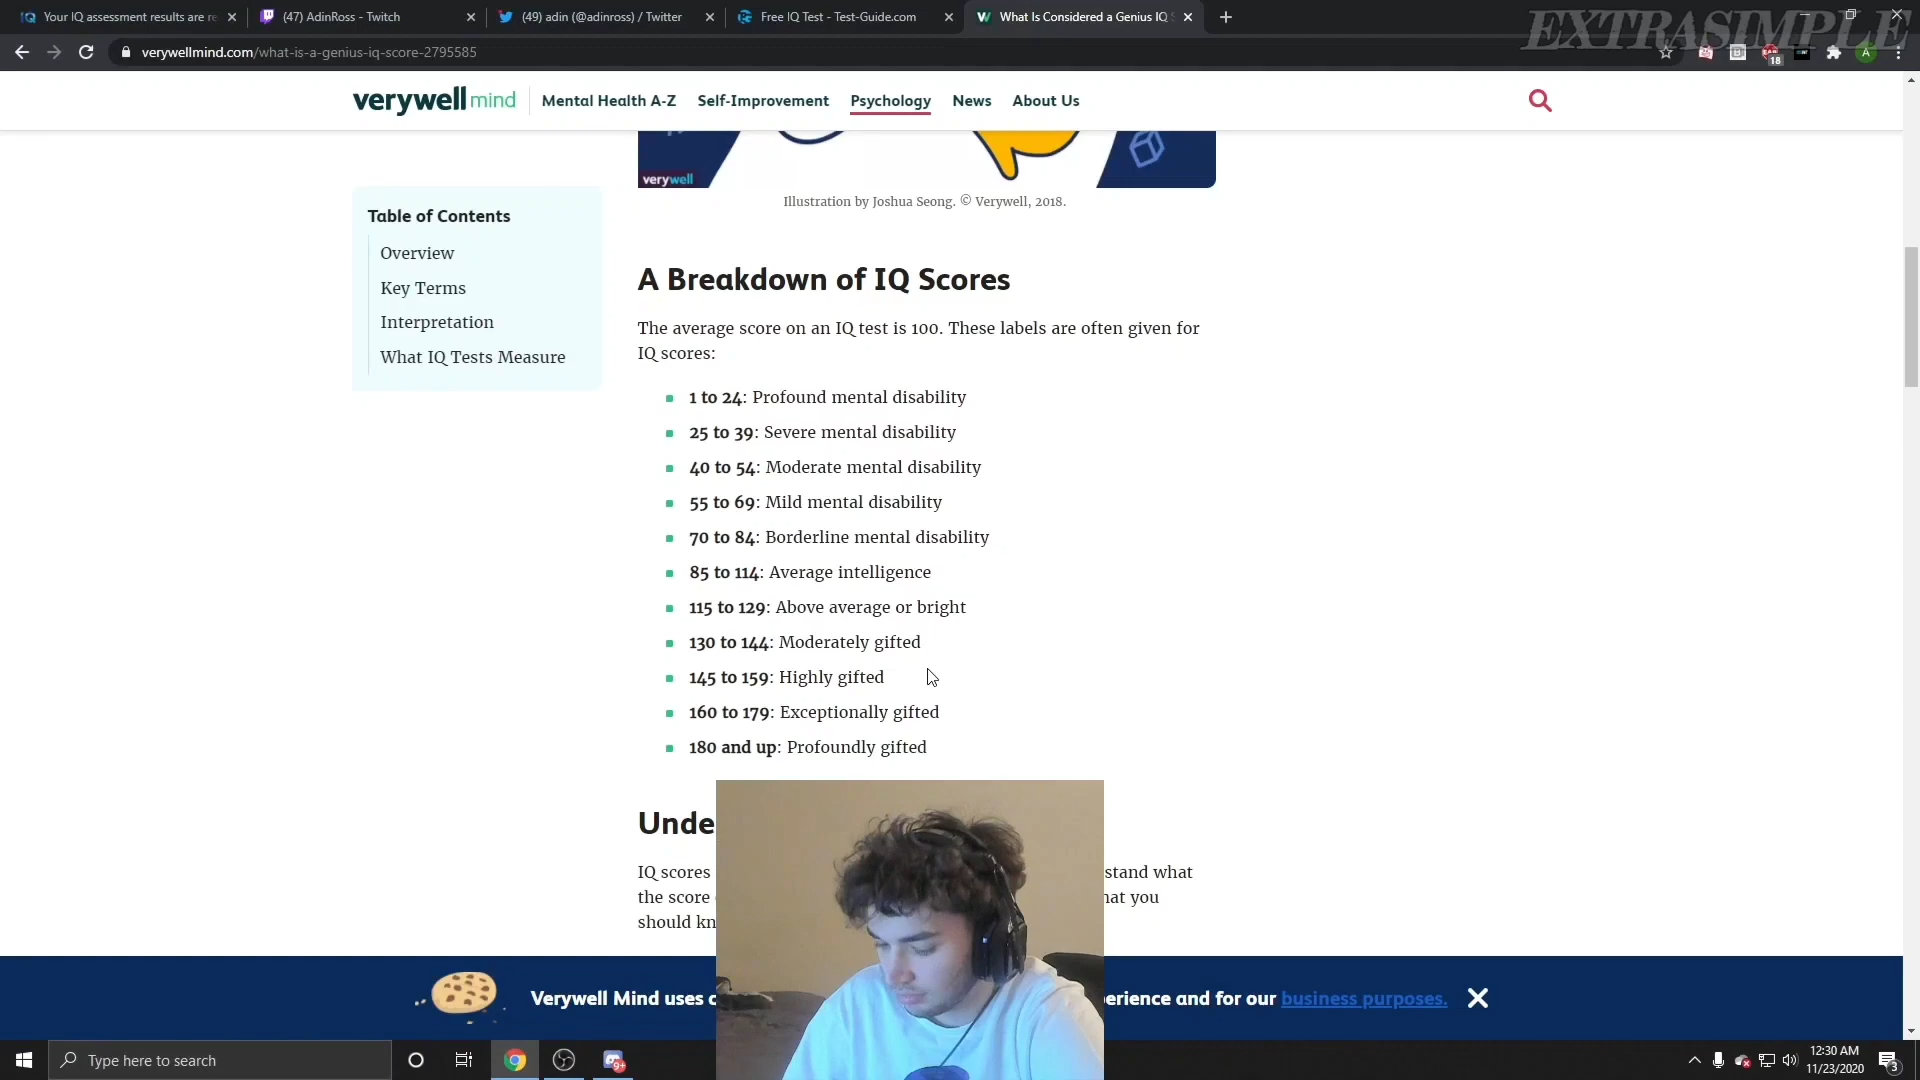 Your IQ assessment results are re
(47) AdinRoss - Twitch
(49) adin (@adinross) / Twitter
Free IQ Test - Test-Guide.com
What Is Considered a Genius IQ S
EXTRASIMPLE
verywellmind.com/what-is-a-genius-iq-score-2795585
18
A
verywell mind
Mental Health A-Z
Self-Improvement
Psychology
News
About Us
verywell
Illustration by Joshua Seong. © Verywell, 2018.
Table of Contents
Overview
Key Terms
Interpretation
What IQ Tests Measure
A Breakdown of IQ Scores
The average score on an IQ test is 100. These labels are often given for
IQ scores:
1 to 24: Profound mental disability
25 to 39: Severe mental disability
40 to 54: Moderate mental disability
55 to 69: Mild mental disability
70 to 84: Borderline mental disability
85 to 114: Average intelligence
115 to 129: Above average or bright
130 to 144: Moderately gifted
145 to 159: Highly gifted
160 to 179: Exceptionally gifted
180 and up: Profoundly gifted
Unde
IQ scores stand what
the score hat you
should kn
Verywell Mind uses c erience and for our business purposes.
Type here to search
9+
12:30 AM
11/23/2020
3